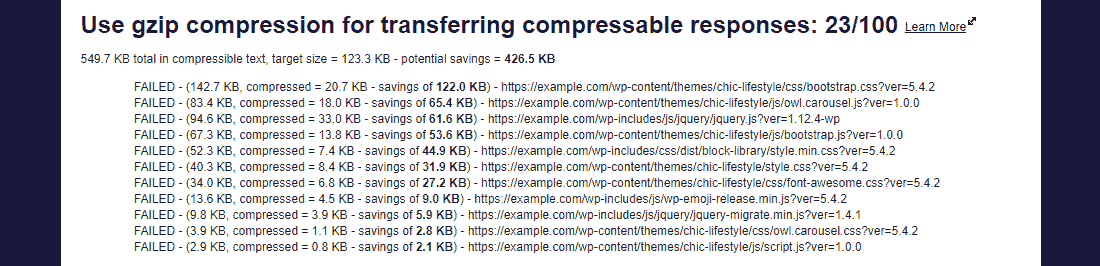 Use gzip compression for transferring compressable responses: 23/100 Learn More
549.7 KB total in compressible text, target size = 123.3 KB - potential savings = 426.5 KB
FAILED - (142.7 KB, compressed = 20.7 KB - savings of 122.0 KB) - https://example.com/wp-content/themes/chic-lifestyle/css/bootstrap.css?ver=5.4.2
FAILED - (83.4 KB, compressed = 18.0 KB - savings of 65.4 KB) - https://example.com/wp-content/themes/chic-lifestyle/js/owl.carousel.js?ver=1.0.0
FAILED - (94.6 KB, compressed = 33.0 KB - savings of 61.6 KB) - https://example.com/wp-includes/js/jquery/jquery.js?ver=1.12.4-wp
FAILED - (67.3 KB, compressed = 13.8 KB - savings of 53.6 KB) - https://example.com/wp-content/themes/chic-lifestyle/js/bootstrap.js?ver=1.0.0
FAILED - (52.3 KB, compressed = 7.4 KB - savings of 44.9 KB) - https://example.com/wp-includes/css/dist/block-library/style.min.css?ver=5.4.2
FAILED - (40.3 KB, compressed = 8.4 KB - savings of 31.9 KB) - https://example.com/wp-content/themes/chic-lifestyle/style.css?ver=5.4.2
FAILED - (34.0 KB, compressed = 6.8 KB - savings of 27.2 KB) - https://example.com/wp-content/themes/chic-lifestyle/css/font-awesome.css?ver=5.4.2
FAILED - (13.6 KB, compressed = 4.5 KB - savings of 9.0 KB) - https://example.com/wp-includes/js/wp-emoji-release.min.js?ver=5.4.2
FAILED - (9.8 KB, compressed = 3.9 KB - savings of 5.9 KB) - https://example.com/wp-includes/js/jquery/jquery-migrate.min.js?ver=1.4.1
FAILED - (3.9 KB, compressed = 1.1 KB - savings of 2.8 KB) - https://example.com/wp-content/themes/chic-lifestyle/css/owl.carousel.css?ver=5.4.2
FAILED - (2.9 KB, compressed = 0.8 KB - savings of 2.1 KB) - https://example.com/wp-content/themes/chic-lifestyle/js/script.js?ver=1.0.0